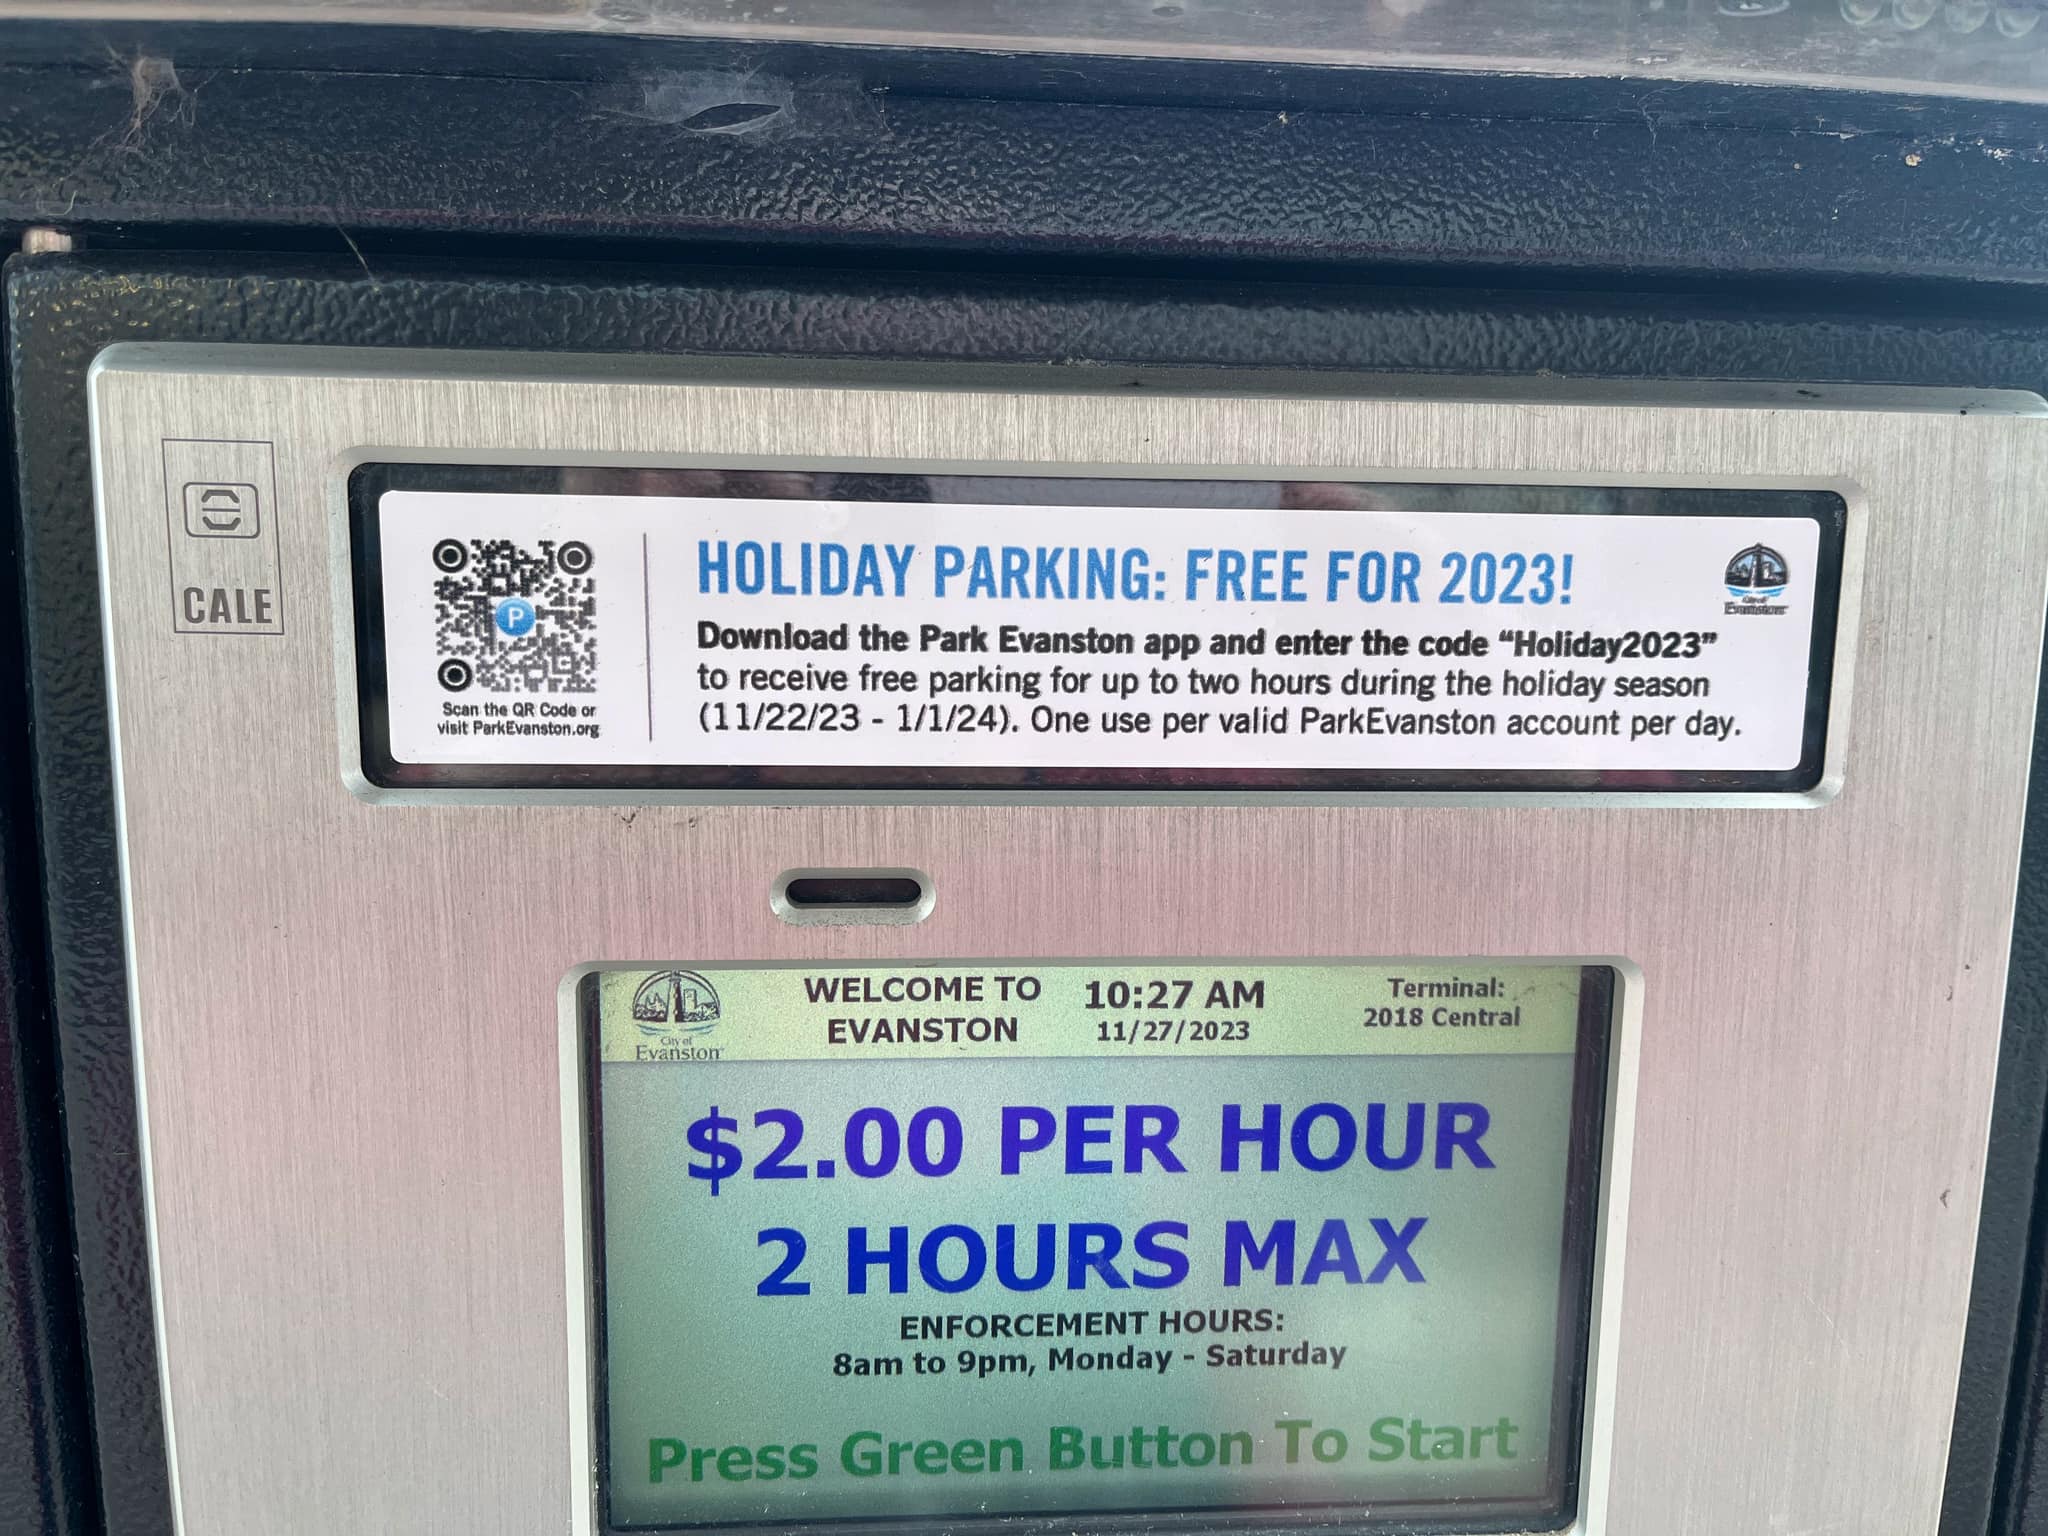 CALE
P
Scan the QR Code or
visit ParkEvanston.org
HOLIDAY PARKING: FREE FOR 2023!
Download the Park Evanston app and enter the code “Holiday2023”
to receive free parking for up to two hours during the holiday season
(11/22/23 - 1/1/24). One use per valid ParkEvanston account per day.
City of
Evanston
City of
Evanston
WELCOME TO
EVANSTON
10:27 AM
11/27/2023
Terminal:
2018 Central
$2.00 PER HOUR
2 HOURS MAX
ENFORCEMENT HOURS:
8am to 9pm, Monday - Saturday
Press Green Button To Start